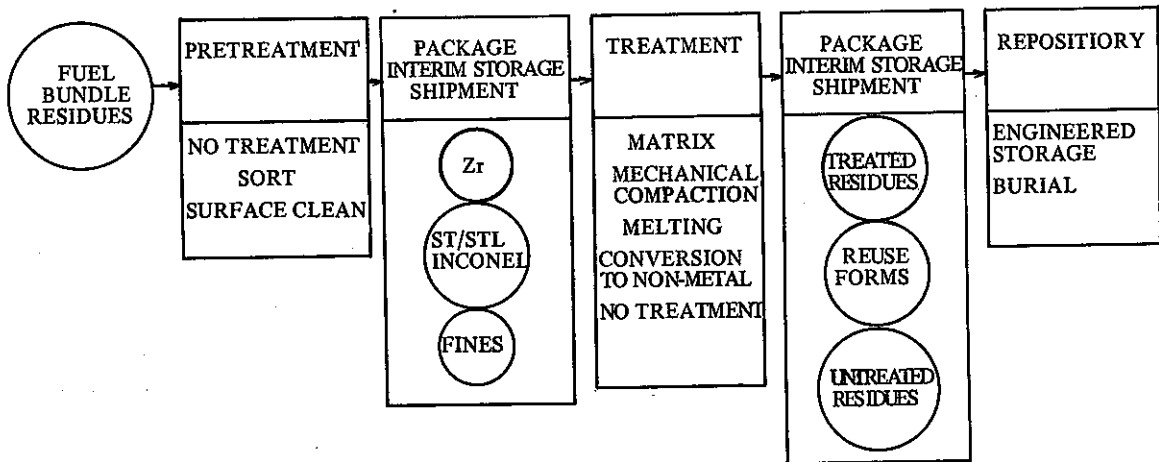 FUEL
BUNDLE
RESIDUES
PRETREATMENT
NO TREATMENT
SORT
SURFACE CLEAN
PACKAGE
INTERIM STORAGE
SHIPMENT
Zr
ST/STL
INCONEL
FINES
TREATMENT
MATRIX
MECHANICAL
COMPACTION
MELTING
CONVERSION
TO NON-METAL
NO TREATMENT
PACKAGE
INTERIM STORAGE
SHIPMENT
TREATED
RESIDUES
REUSE
FORMS
UNTREATED
RESIDUES
REPOSITIORY
ENGINEERED
STORAGE
BURIAL